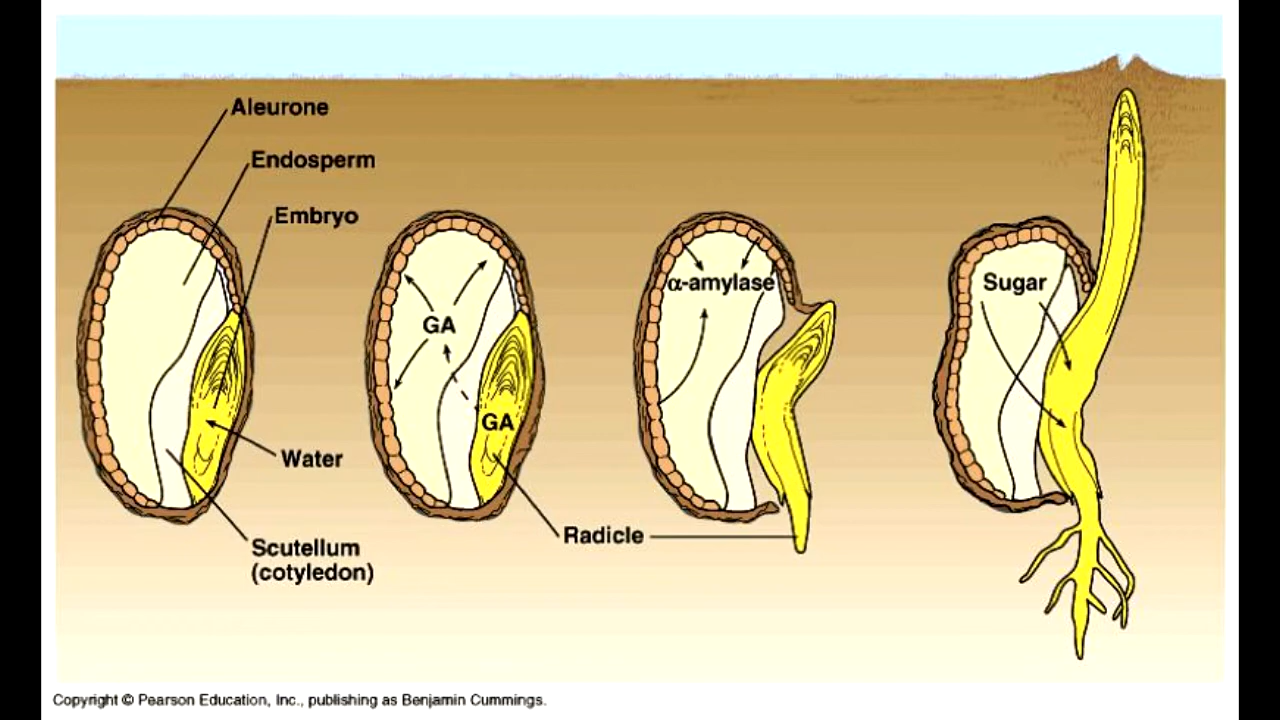 Aleurone
Endosperm
Embryo
Water
Scutellum
(cotyledon)
GA
GA
Radicle
α-amylase
Sugar
Copyright © Pearson Education, Inc., publishing as Benjamin Cummings.